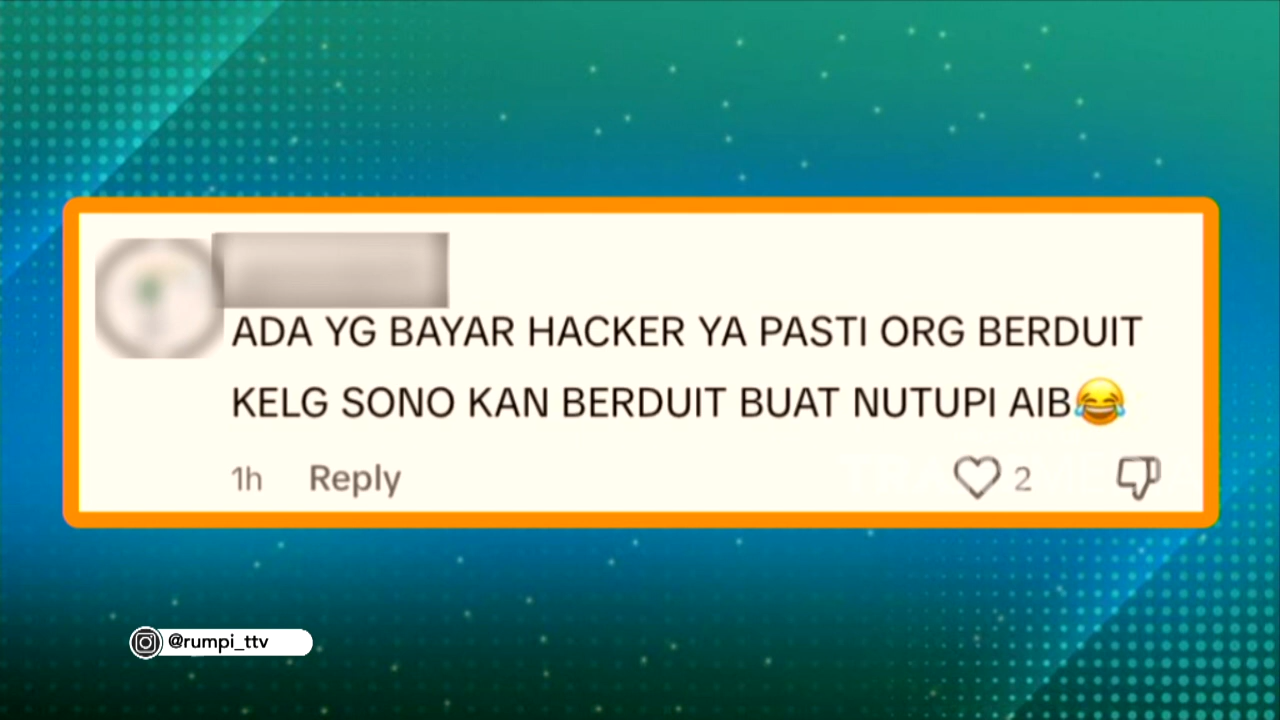 ADA YG BAYAR HACKER YA PASTI ORG BERDUIT
KELG SONO KAN BERDUIT BUAT NUTUPI AIB😂
1h Reply 2
@rumpi_ttv